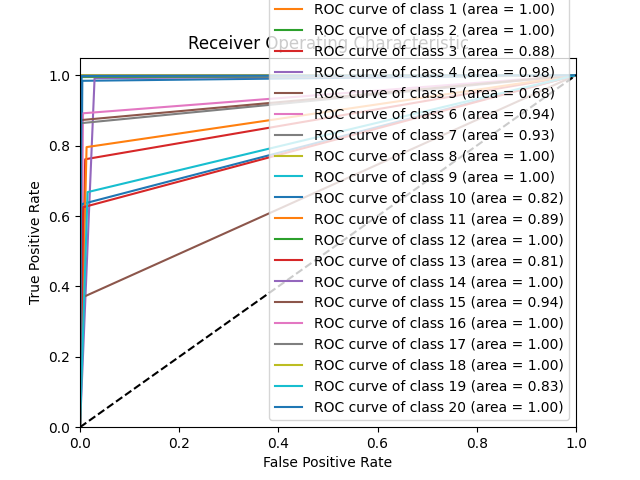 ROC curve of class 1 (area = 1.00)
ROC curve of class 2 (area = 1.00)
Receiver Operating Characteristic
ROC curve of class 3 (area = 0.88)
ROC curve of class 4 (area = 0.98)
ROC curve of class 5 (area = 0.68)
ROC curve of class 6 (area = 0.94)
ROC curve of class 7 (area = 0.93)
ROC curve of class 8 (area = 1.00)
ROC curve of class 9 (area = 1.00)
ROC curve of class 10 (area = 0.82)
ROC curve of class 11 (area = 0.89)
ROC curve of class 12 (area = 1.00)
ROC curve of class 13 (area = 0.81)
ROC curve of class 14 (area = 1.00)
ROC curve of class 15 (area = 0.94)
ROC curve of class 16 (area = 1.00)
ROC curve of class 17 (area = 1.00)
ROC curve of class 18 (area = 1.00)
ROC curve of class 19 (area = 0.83)
ROC curve of class 20 (area = 1.00)
True Positive Rate
1.0
0.8
0.6
0.4
0.2
0.0
0.0 0.2 0.4 0.6 0.8 1.0
False Positive Rate